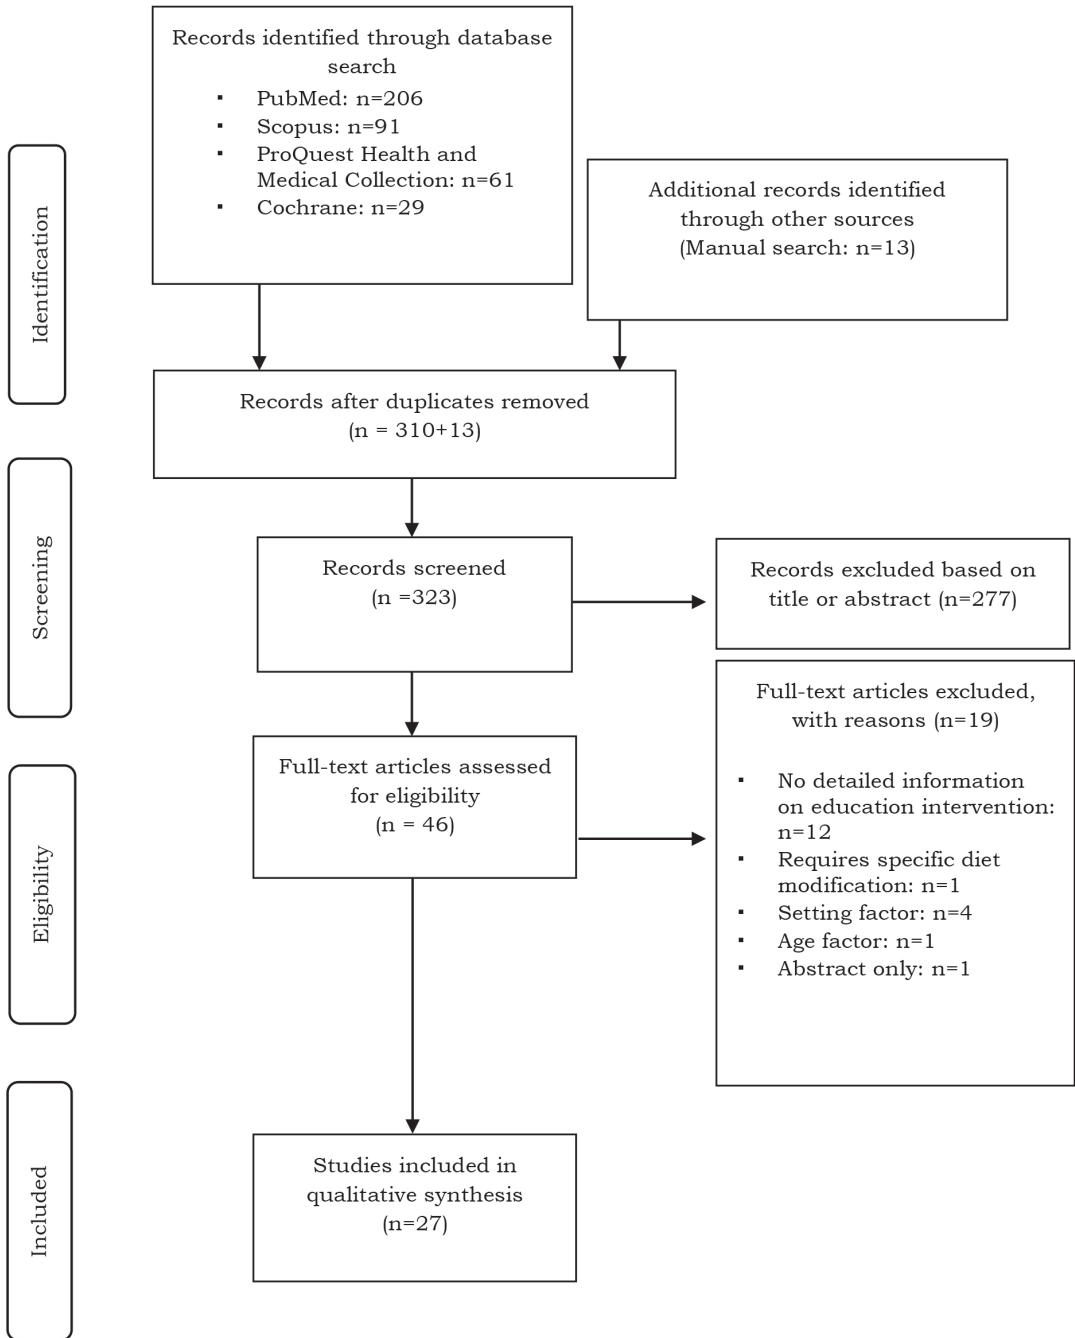 Records identified through database
search
▪ PubMed: n=206
▪ Scopus: n=91
▪ ProQuest Health and
Medical Collection: n=61
▪ Cochrane: n=29
Additional records identified
through other sources
(Manual search: n=13)
Identification
Records after duplicates removed
(n = 310+13)
Screening
Records screened
(n =323)
Records excluded based on
title or abstract (n=277)
Full-text articles assessed
for eligibility
(n = 46)
Full-text articles excluded,
with reasons (n=19)
▪ No detailed information
on education intervention:
n=12
▪ Requires specific diet
modification: n=1
▪ Setting factor: n=4
▪ Age factor: n=1
▪ Abstract only: n=1
Eligibility
Included
Studies included in
qualitative synthesis
(n=27)